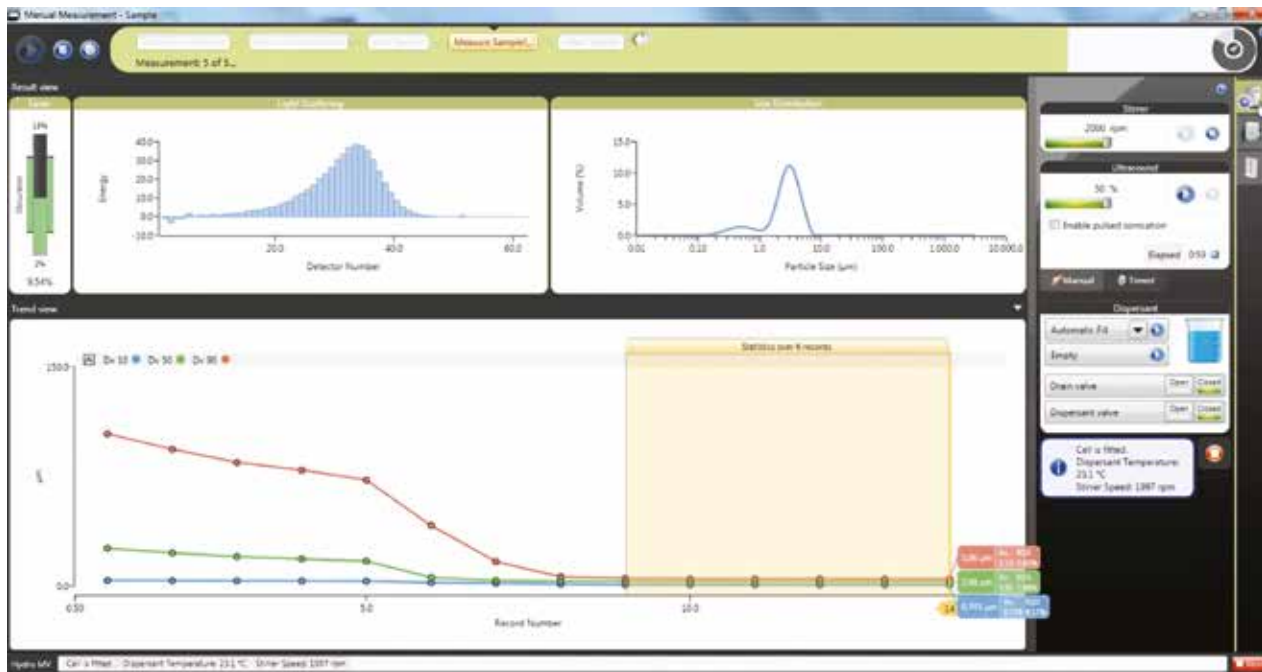 Manual Measurement - Sample
Measure Sample(...
Measurement: 5 of 5...
Result view
Light Scattering
Size Distribution
Obscuration
18%
2%
9.54%
Energy
40.0
30.0
20.0
10.0
0.0
-10.0
20.0
40.0
60.0
Detector Number
Volume (%)
15.0
10.0
5.0
0.0
0.01
0.10
1.0
10.0
100.0
1,000.0
10,000.0
Particle Size (µm)
Stirrer
2000 rpm
Ultrasound
50 %
Enable pulsed sonication
Elapsed 0:53
Manual
Timed
Dispersant
Automatic Fill
Empty
Drain valve
Open
Closed
Dispersant valve
Open
Closed
Cell is fitted.
Dispersant Temperature:
23.1 °C
Stirrer Speed: 1997 rpm
Trend view
Dv 10
Dv 50
Dv 90
Statistics over 6 records
150.0
µm
0.0
0.50
5.0
10.0
14
Record Number
Hydro MV
Cell is fitted. Dispersant Temperature: 23.1 °C Stirrer Speed: 1997 rpm